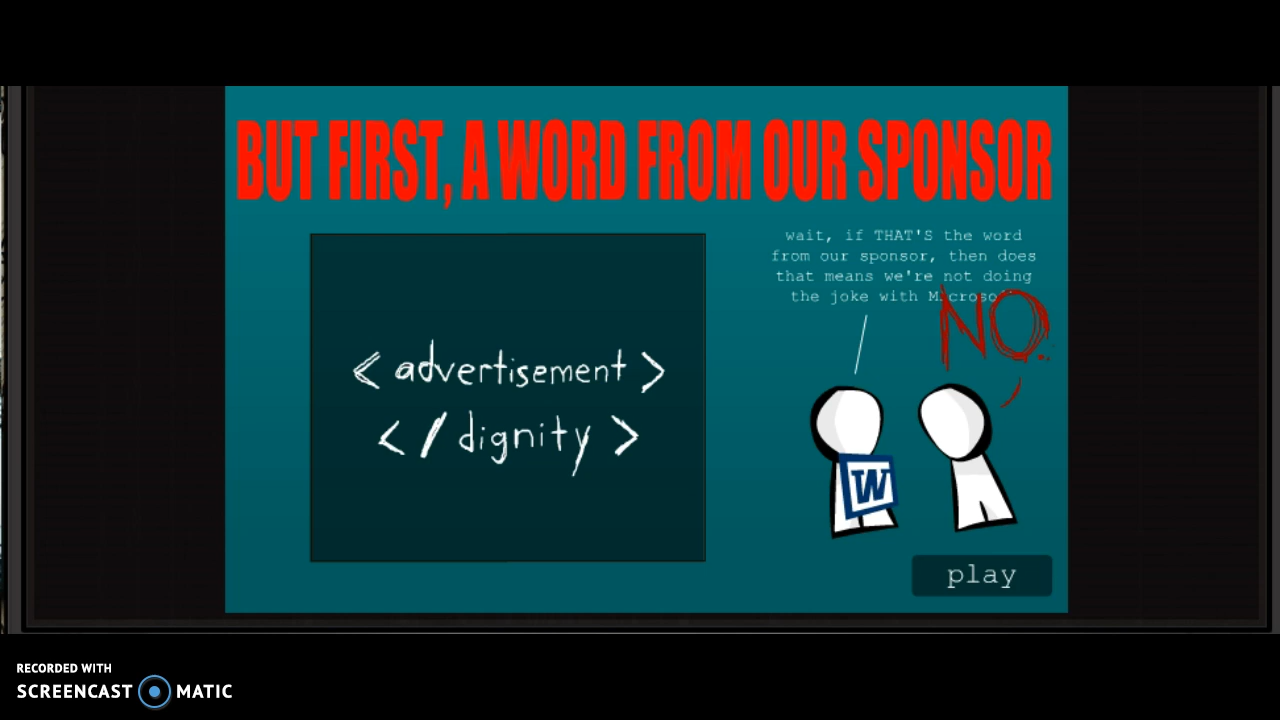 BUT FIRST, A WORD FROM OUR SPONSOR
wait, if THAT'S the word
from our sponsor, then does
that means we're not doing
the joke with
NO.
< advertisement >
< / dignity >
W
play
RECORDED WITH
SCREENCAST MATIC